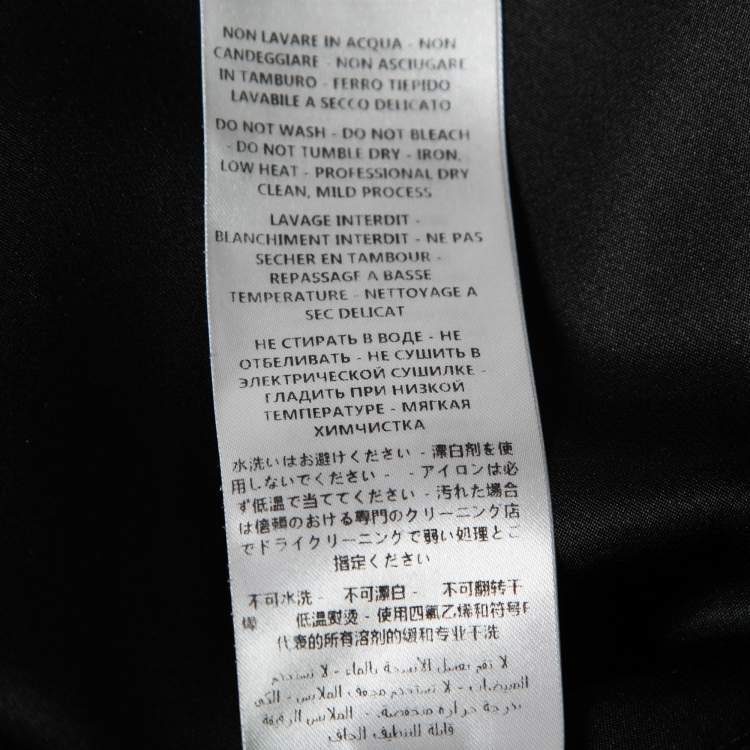 NON LAVARE IN ACQUA - NON
CANDEGGIARE - NON ASCIUGARE
IN TAMBURO - FERRO TIEPIDO
LAVABILE A SECCO DELICATO
DO NOT WASH - DO NOT BLEACH
- DO NOT TUMBLE DRY - IRON,
LOW HEAT - PROFESSIONAL DRY
CLEAN, MILD PROCESS
LAVAGE INTERDIT -
BLANCHIMENT INTERDIT - NE PAS
SECHER EN TAMBOUR -
REPASSAGE A BASSE
TEMPERATURE - NETTOYAGE A
SEC DELICAT
НЕ СТИРАТЬ В ВОДЕ - НЕ
ОТБЕЛИВАТЬ - НЕ СУШИТЬ В
ЭЛЕКТРИЧЕСКОЙ СУШИЛКЕ -
ГЛАДИТЬ ПРИ НИЗКОЙ
ТЕМПЕРАТУРЕ - МЯГКАЯ
ХИМЧИСТКА
水洗いはお避けください - 漂白剤を使
用しないでください - - アイロンは必
ず低温で当ててください - 汚れた場合
は信頼のおける専門のクリーニング店
でドライクリーニングで弱い処理とご
指定ください
不可水洗 - 不可漂白 - 不可翻转干
燥 低温熨烫 - 使用四氯乙烯和符号F
代表的所有溶剂的缓和专业干洗